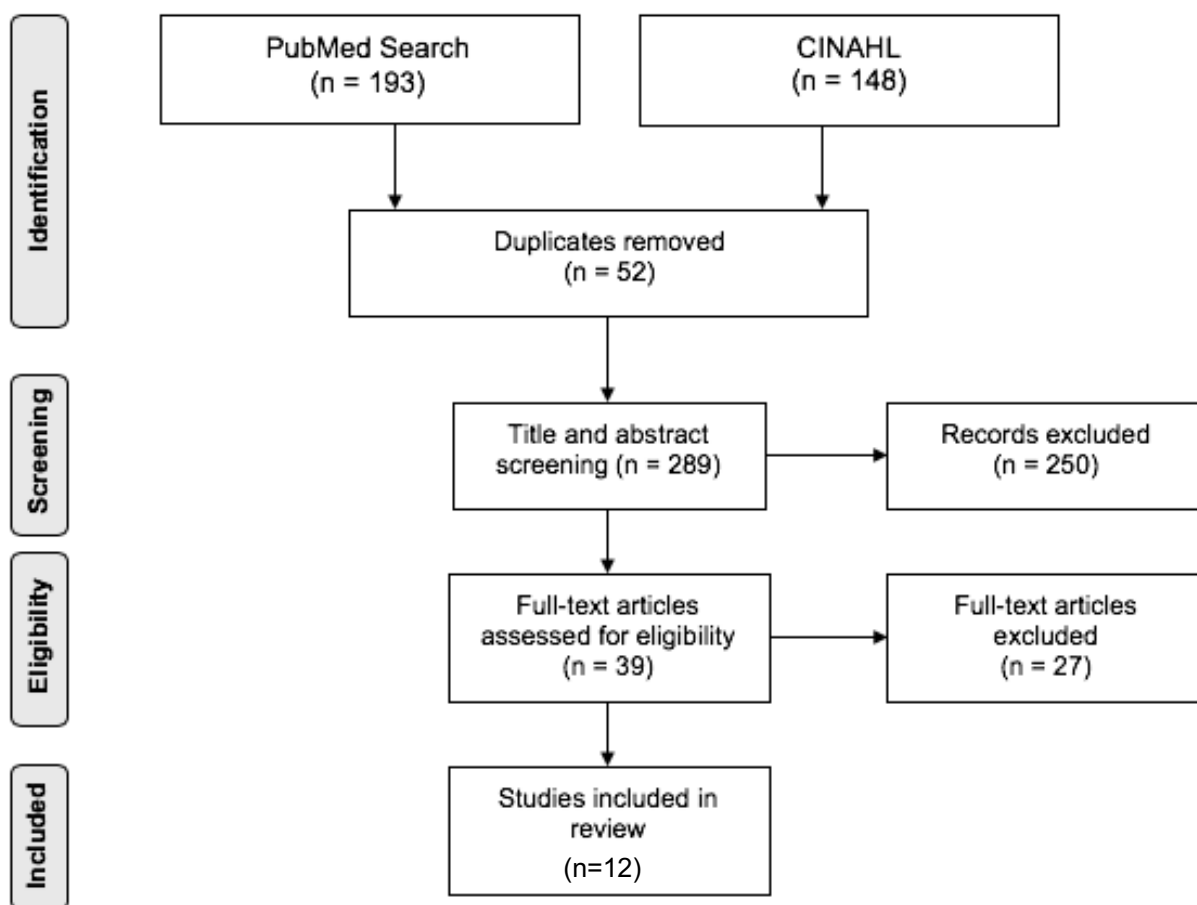 Identification
PubMed Search
(n = 193)
CINAHL
(n = 148)
Duplicates removed
(n = 52)
Screening
Title and abstract
screening (n = 289)
Records excluded
(n = 250)
Eligibility
Full-text articles
assessed for eligibility
(n = 39)
Full-text articles
excluded
(n = 27)
Included
Studies included in
review
(n=12)